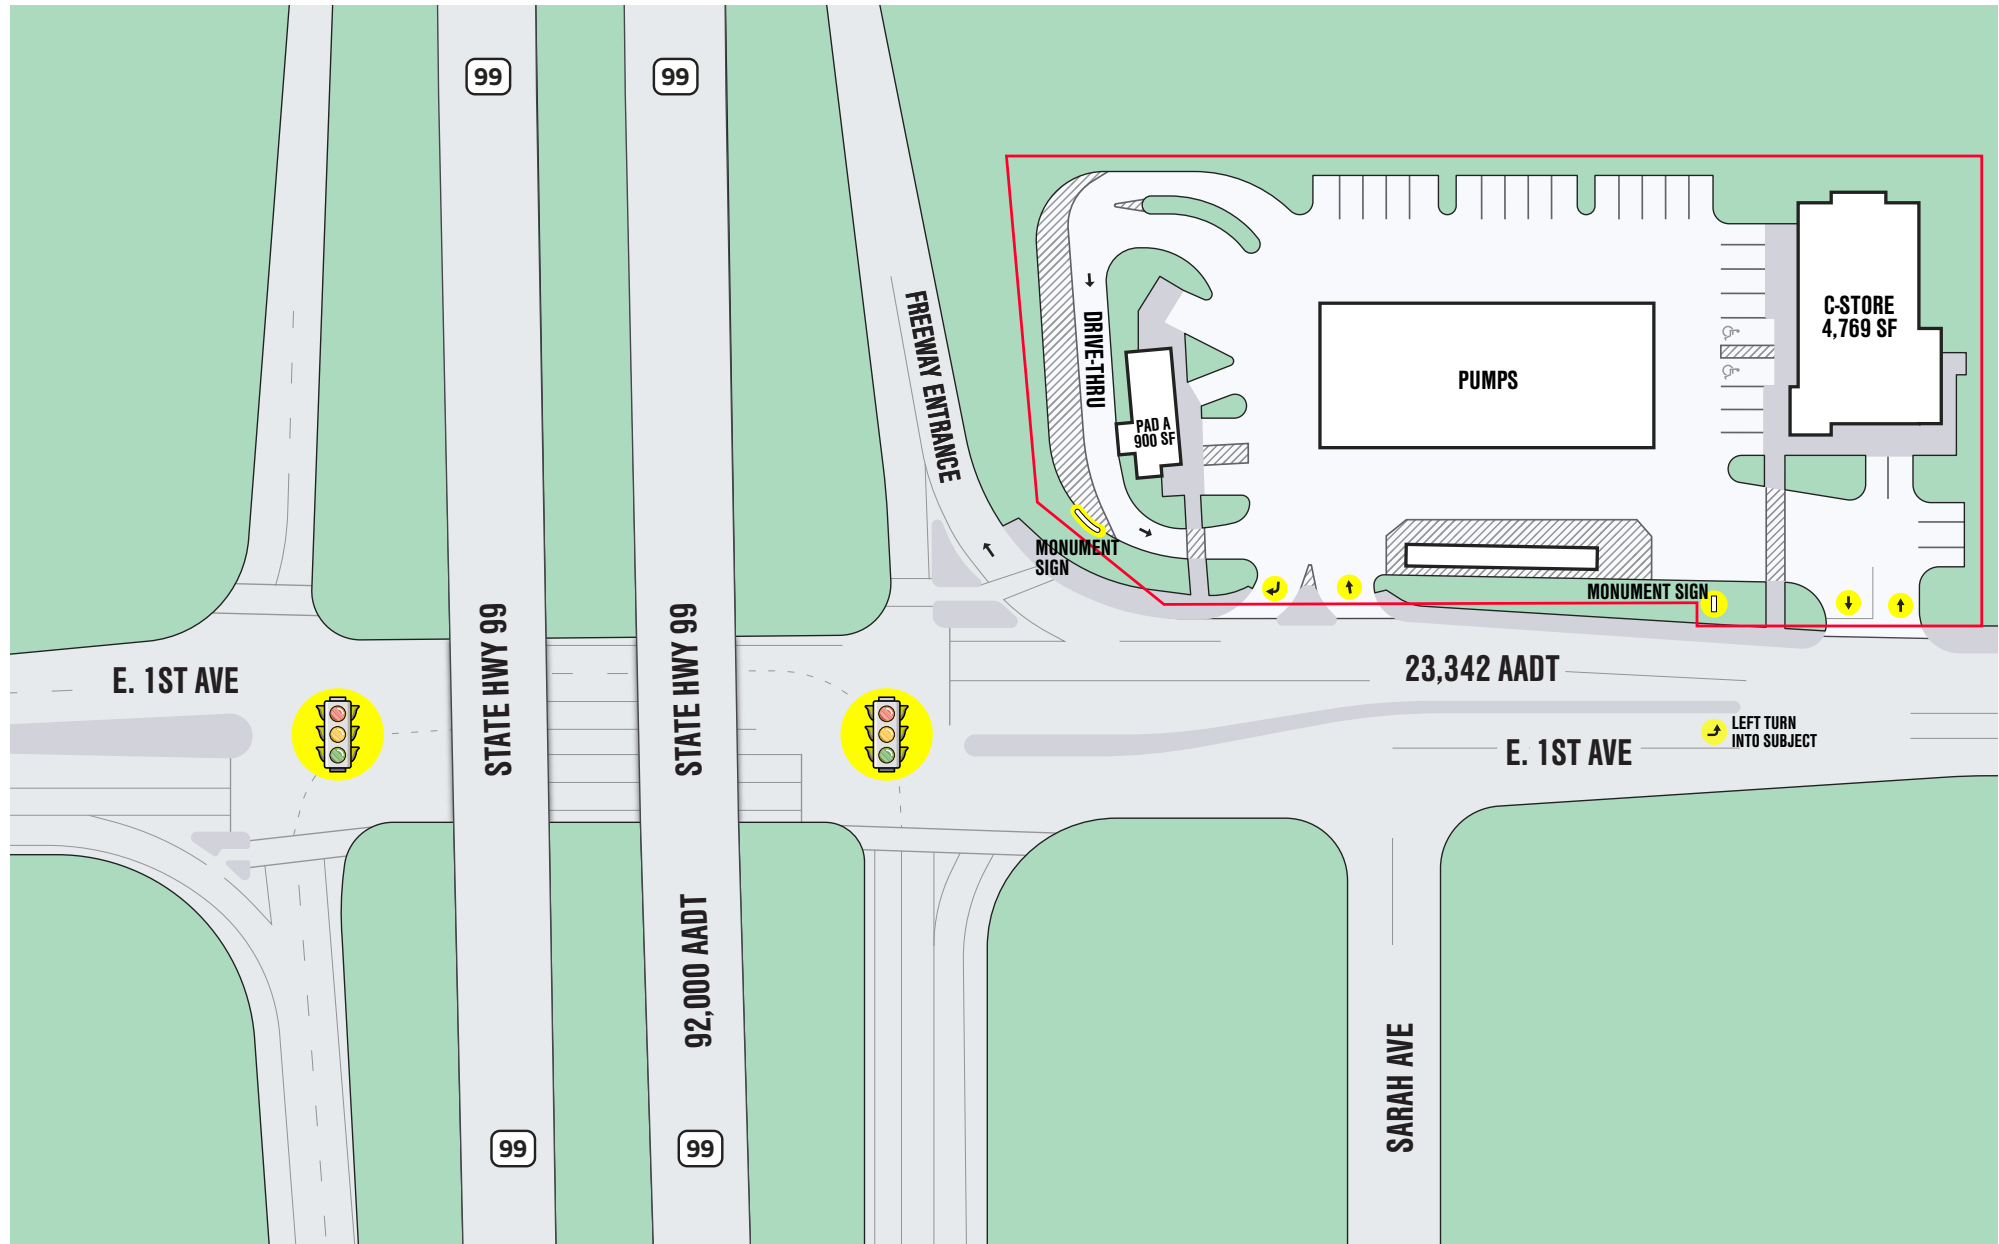 99
99
C-STORE
4,769 SF
FREEWAY ENTRANCE
DRIVE-THRU
PUMPS
PAD A
900 SF
MONUMENT
SIGN
MONUMENT SIGN
E. 1ST AVE
STATE HWY 99
STATE HWY 99
23,342 AADT
LEFT TURN
INTO SUBJECT
E. 1ST AVE
92,000 AADT
SARAH AVE
99
99